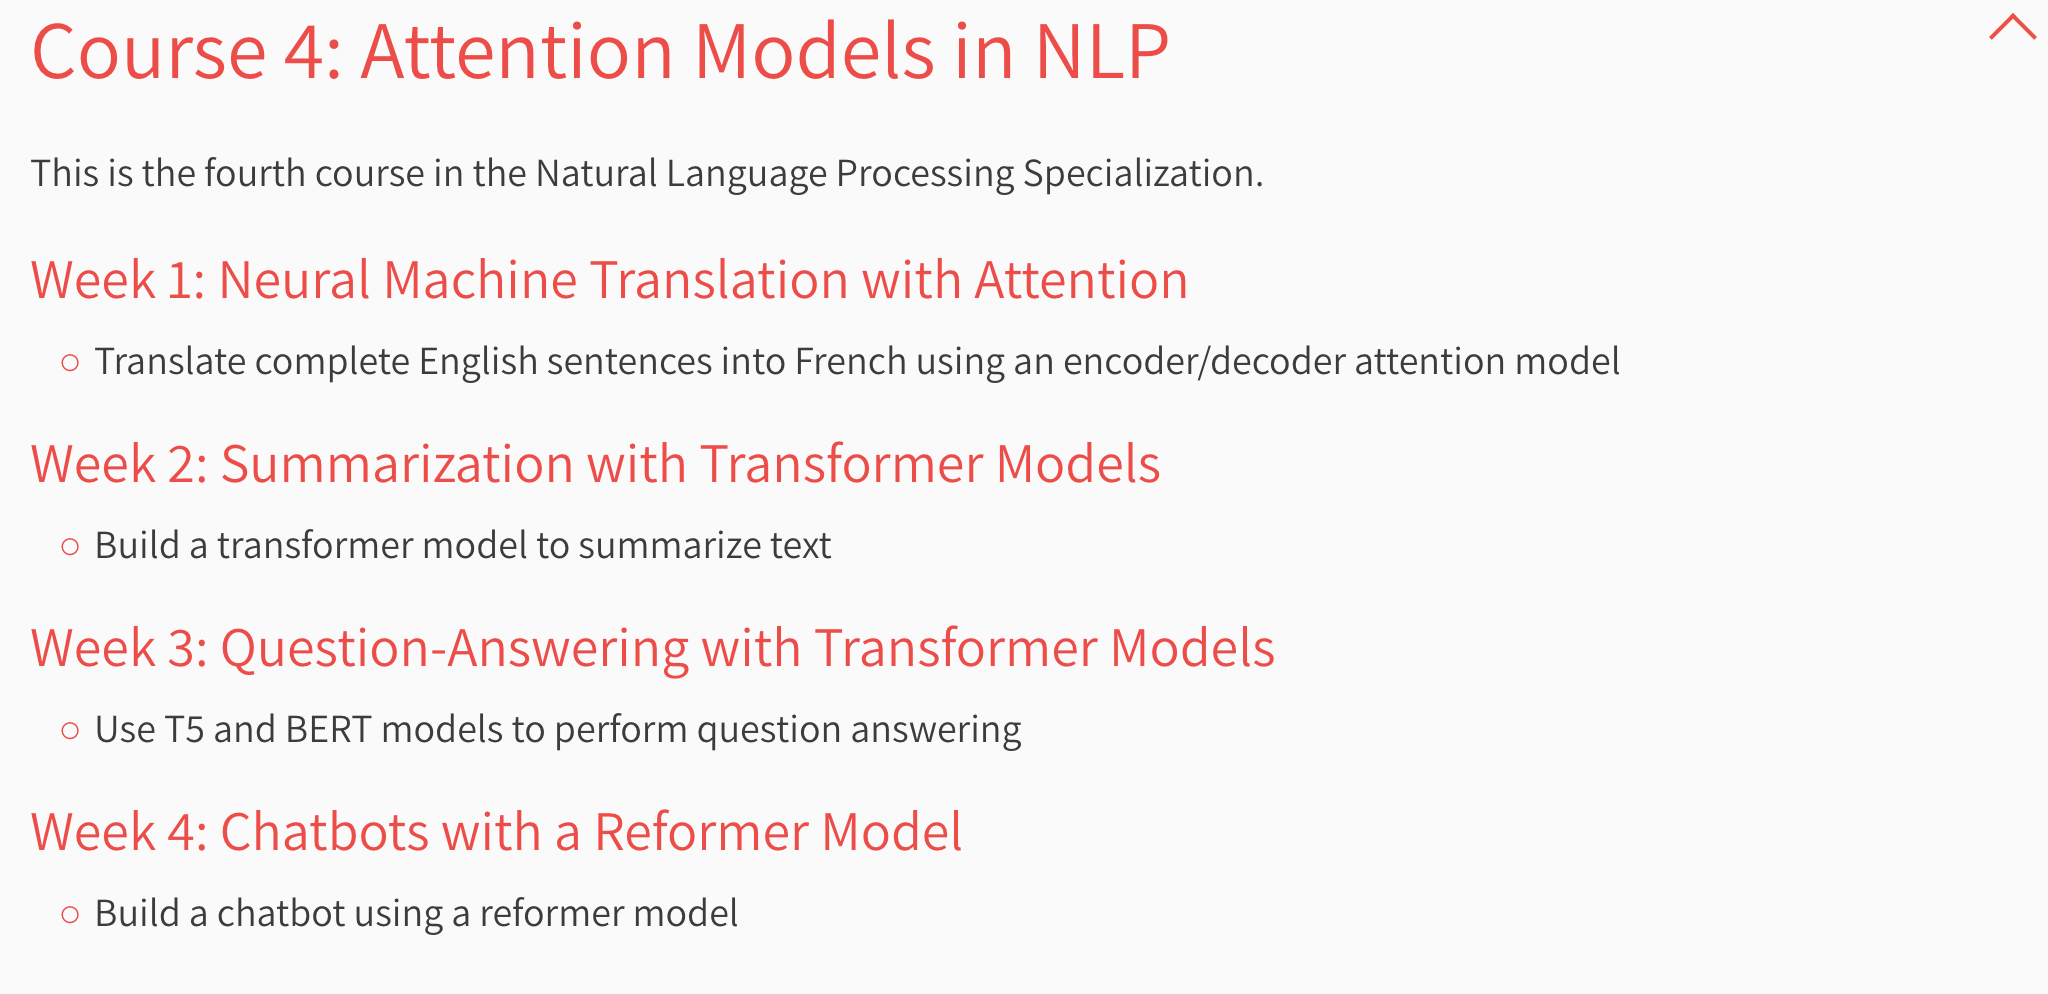 Course 4: Attention Models in NLP
This is the fourth course in the Natural Language Processing Specialization.
Week 1: Neural Machine Translation with Attention
○ Translate complete English sentences into French using an encoder/decoder attention model
Week 2: Summarization with Transformer Models
○ Build a transformer model to summarize text
Week 3: Question-Answering with Transformer Models
○ Use T5 and BERT models to perform question answering
Week 4: Chatbots with a Reformer Model
○ Build a chatbot using a reformer model